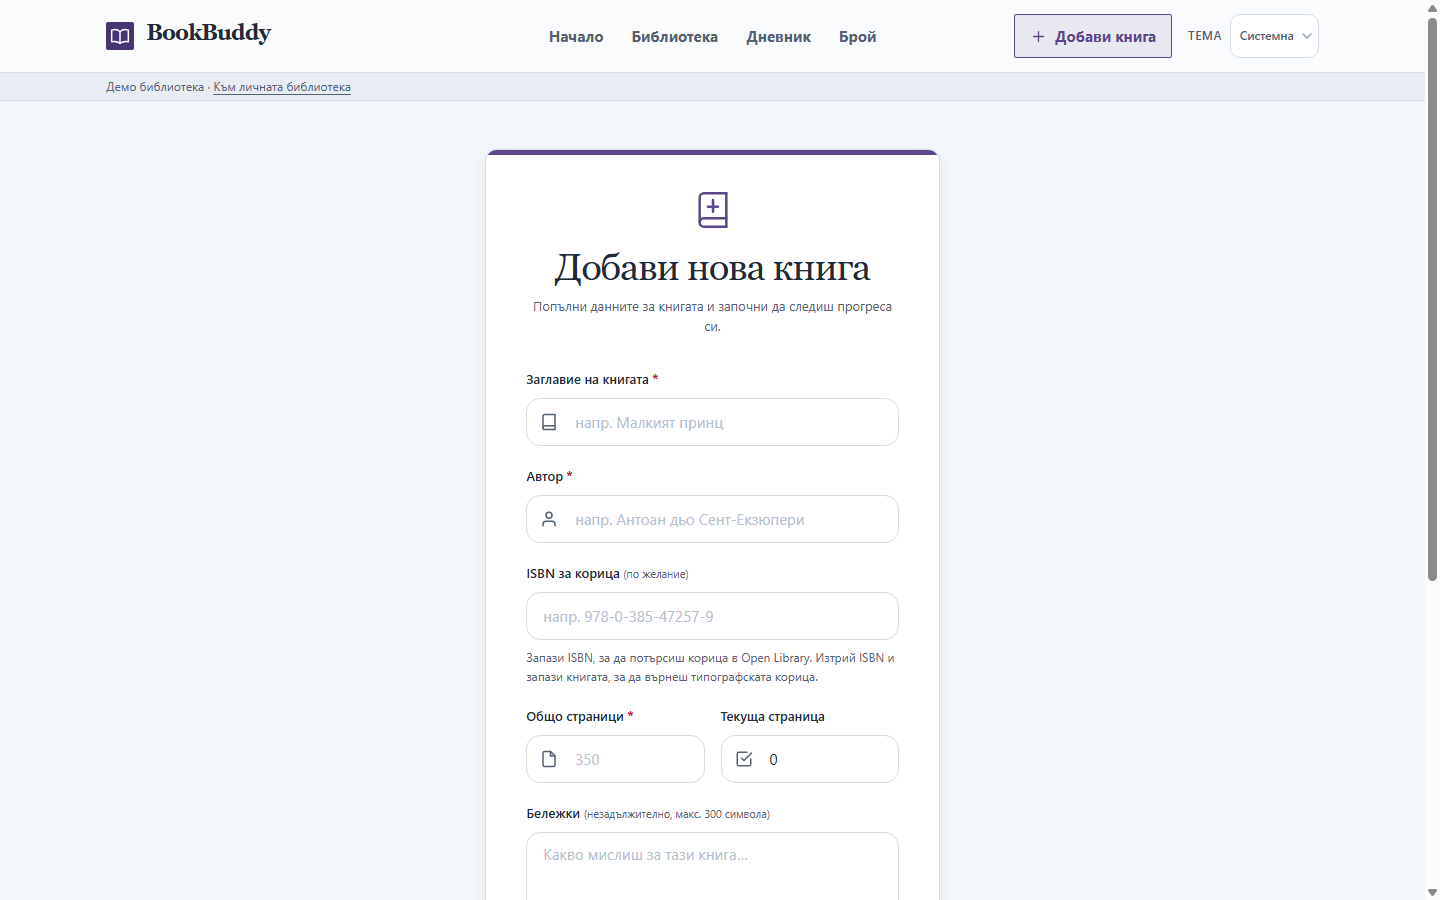 BookBuddy
Начало
Библиотека
Дневник
Брой
Добави книга
ТЕМА
Системна
Демо библиотека · Към личната библиотека
Добави нова книга
Попълни данните за книгата и започни да следиш прогреса
си.
Заглавие на книгата *
напр. Малкият принц
Автор *
напр. Антоан дьо Сент-Екзюпери
ISBN за корица (по желание)
напр. 978-0-385-47257-9
Запази ISBN, за да потърсиш корица в Open Library. Изтрий ISBN и
запази книгата, за да върнеш типографската корица.
Общо страници *
Текуща страница
350
0
Бележки (незадължително, макс. 300 символа)
Какво мислиш за тази книга...